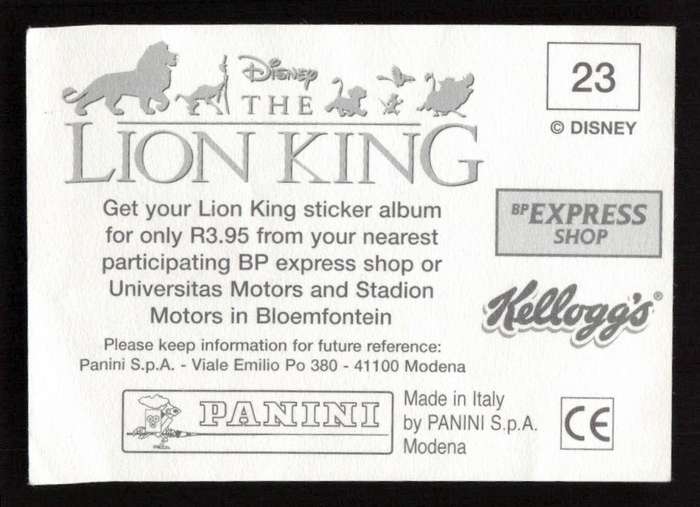 DISNEP
THE
LION KING
23
© DISNEY
Get your Lion King sticker album
for only R3.95 from your nearest
participating BP express shop or
Universitas Motors and Stadion
Motors in Bloemfontein
BP EXPRESS
SHOP
Kellogg's®
Please keep information for future reference:
Panini S.p.A. - Viale Emilio Po 380 - 41100 Modena
PANINI
Made in Italy
by PANINI S.p.A.
Modena
CE